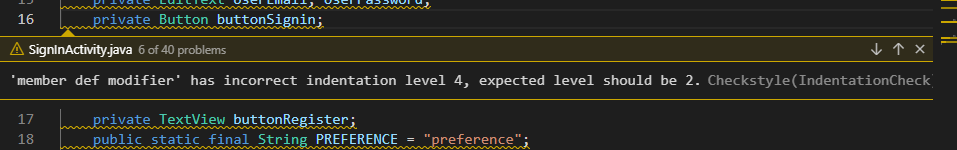 private EditText UserEmail, UserPassword;
16 private Button buttonSignin;
SignInActivity.java 6 of 40 problems
'member def modifier' has incorrect indentation level 4, expected level should be 2. Checkstyle(IndentationCheck)
17 private TextView buttonRegister;
18 public static final String PREFERENCE = "preference";